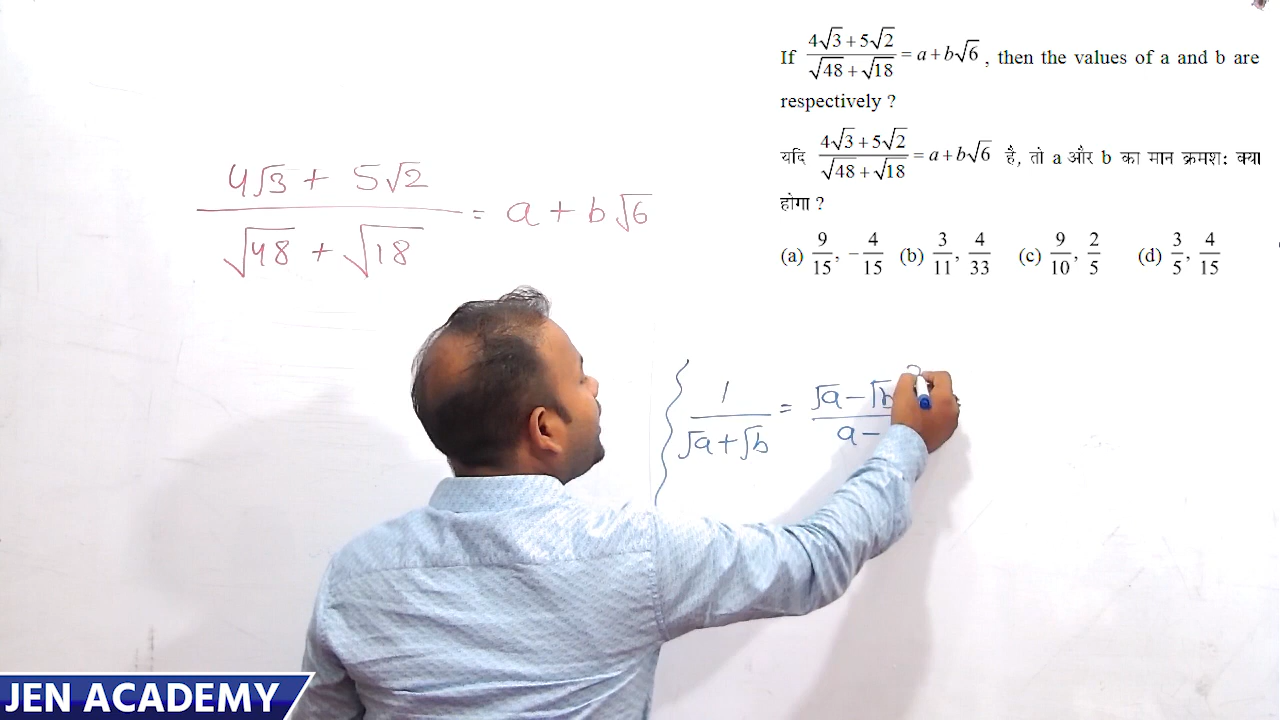 If (4√3+5√2)/(√48+√18) = a+b√6, then the values of a and b are
respectively ?
यदि (4√3+5√2)/(√48+√18) = a+b√6 है, तो a और b का मान क्रमश: क्या
होगा ?
(a) 9/15, -4/15 (b) 3/11, 4/33 (c) 9/10, 2/5 (d) 3/5, 4/15
(4√3 + 5√2)/(√48 + √18) = a + b√6
1/(√a+√b) = (√a-√b)/(a-
JEN ACADEMY